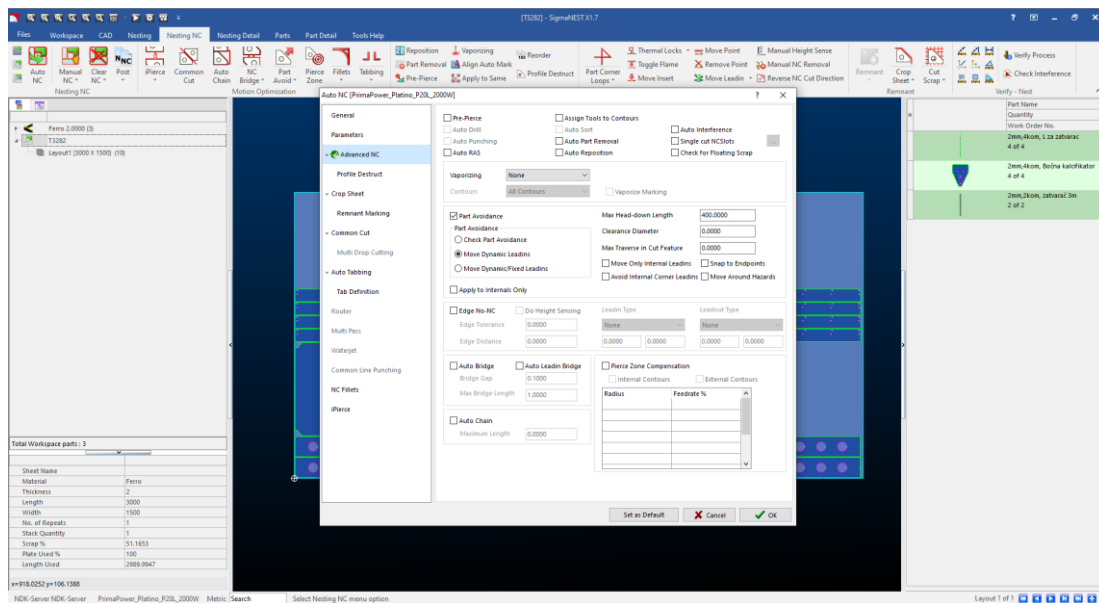 [T3282] - SigmaNEST X1.7
Files Workspace CAD Nesting Nesting NC Nesting Detail Parts Part Detail Tools Help
Auto NC
Manual NC
Clear NC
Post
iPierce
Common Cut
Auto Chain
NC Bridge
Part Avoid
Pierce Zone
Fillets
Tabbing
Reposition Vaporizing Reorder
Part Removal Align Auto Mark
Pre-Pierce Apply to Same Profile Destruct
Part Corner Loops
Thermal Locks Move Point Manual Height Sense
Toggle Flame Remove Point Manual NC Removal
Move Insert Move Leadin Reverse NC Cut Direction
Remnant
Crop Sheet
Cut Scrap
Verify Process
Check Interference
Nesting NC Motion Optimization Remnant Verify - Nest
Ferro 2.0000 (3)
T3282
Layout1 [3000 X 1500] (10)
Auto NC [PrimaPower_Platino_P20L_2000W]
General
Parameters
Advanced NC
Profile Destruct
Crop Sheet
Remnant Marking
Common Cut
Multi Drop Cutting
Auto Tabbing
Tab Definition
Router
Multi Pass
Waterjet
Common Line Punching
NC Fillets
iPierce
Pre-Pierce Assign Tools to Contours
Auto Drill Auto Sort Auto Interference
Auto Punching Auto Part Removal Single cut NCSlots ...
Auto RAS Auto Reposition Check for Floating Scrap
Vaporizing None
Contours All Contours Vaporize Marking
Part Avoidance Max Head-down Length 400.0000
Part Avoidance Clearance Diameter 0.0000
Check Part Avoidance Max Traverse in Cut Feature 0.0000
Move Dynamic Leadins Move Only Internal Leadins Snap to Endpoints
Move Dynamic/Fixed Leadins Avoid Internal Corner Leadins Move Around Hazards
Apply to Internals Only
Edge No-NC Do Height Sensing Leadin Type Leadout Type
Edge Tolerance 0.0000 None None
Edge Distance 0.0000 0.0000 0.0000 0.0000 0.0000
Auto Bridge Auto Leadin Bridge Pierce Zone Compensation
Bridge Gap 0.1000 Internal Contours External Contours
Max Bridge Length 1.0000 Radius Feedrate %
Auto Chain
Maximum Length 0.0000
Set as Default Cancel OK
Part Name
Quantity
Work Order No.
2mm,4kom, L za zatvarac
4 of 4
2mm,4kom, Bočna kalcifikator
4 of 4
2mm,2kom, zatvarač 3m
2 of 2
Total Workspace parts : 3
Sheet Name
Material Ferro
Thickness 2
Length 3000
Width 1500
No. of Repeats 1
Stack Quantity 1
Scrap % 51.1653
Plate Used % 100
Length Used 2989.9947
x=918.0252 y=106.1388
NDK-Server NDK-Server PrimaPower_Platino_P20L_2000W Metric Search Select Nesting NC menu option Layout 1 of 1